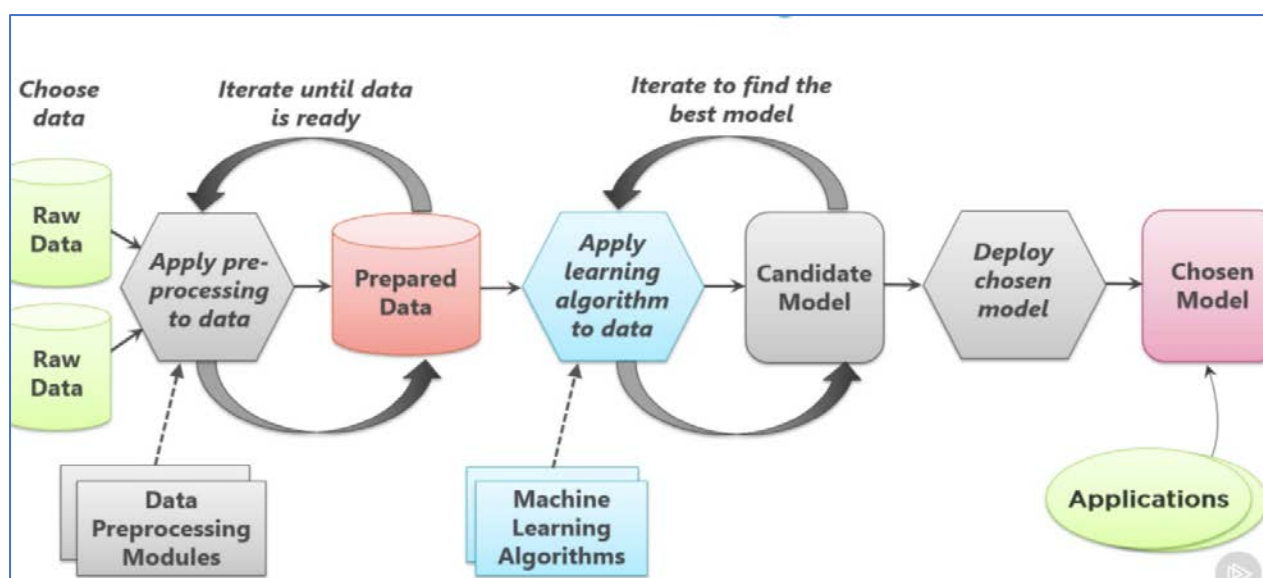 Choose
data
Iterate until data
is ready
Iterate to find the
best model
Raw
Data
Raw
Data
Apply pre-
processing
to data
Prepared
Data
Apply
learning
algorithm
to data
Candidate
Model
Deploy
chosen
model
Chosen
Model
Data
Preprocessing
Modules
Machine
Learning
Algorithms
Applications